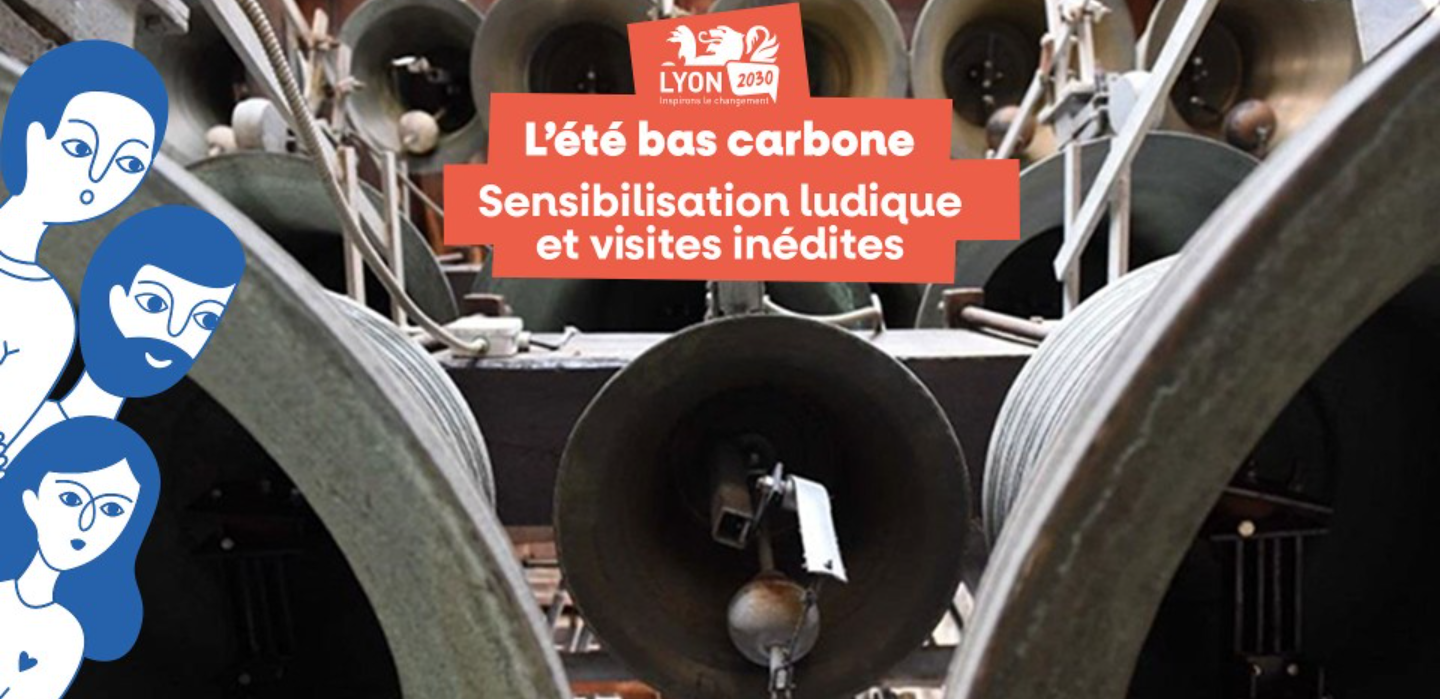 LYON 2030
Inspirons le changement
L'été bas carbone
Sensibilisation ludique
et visites inédites